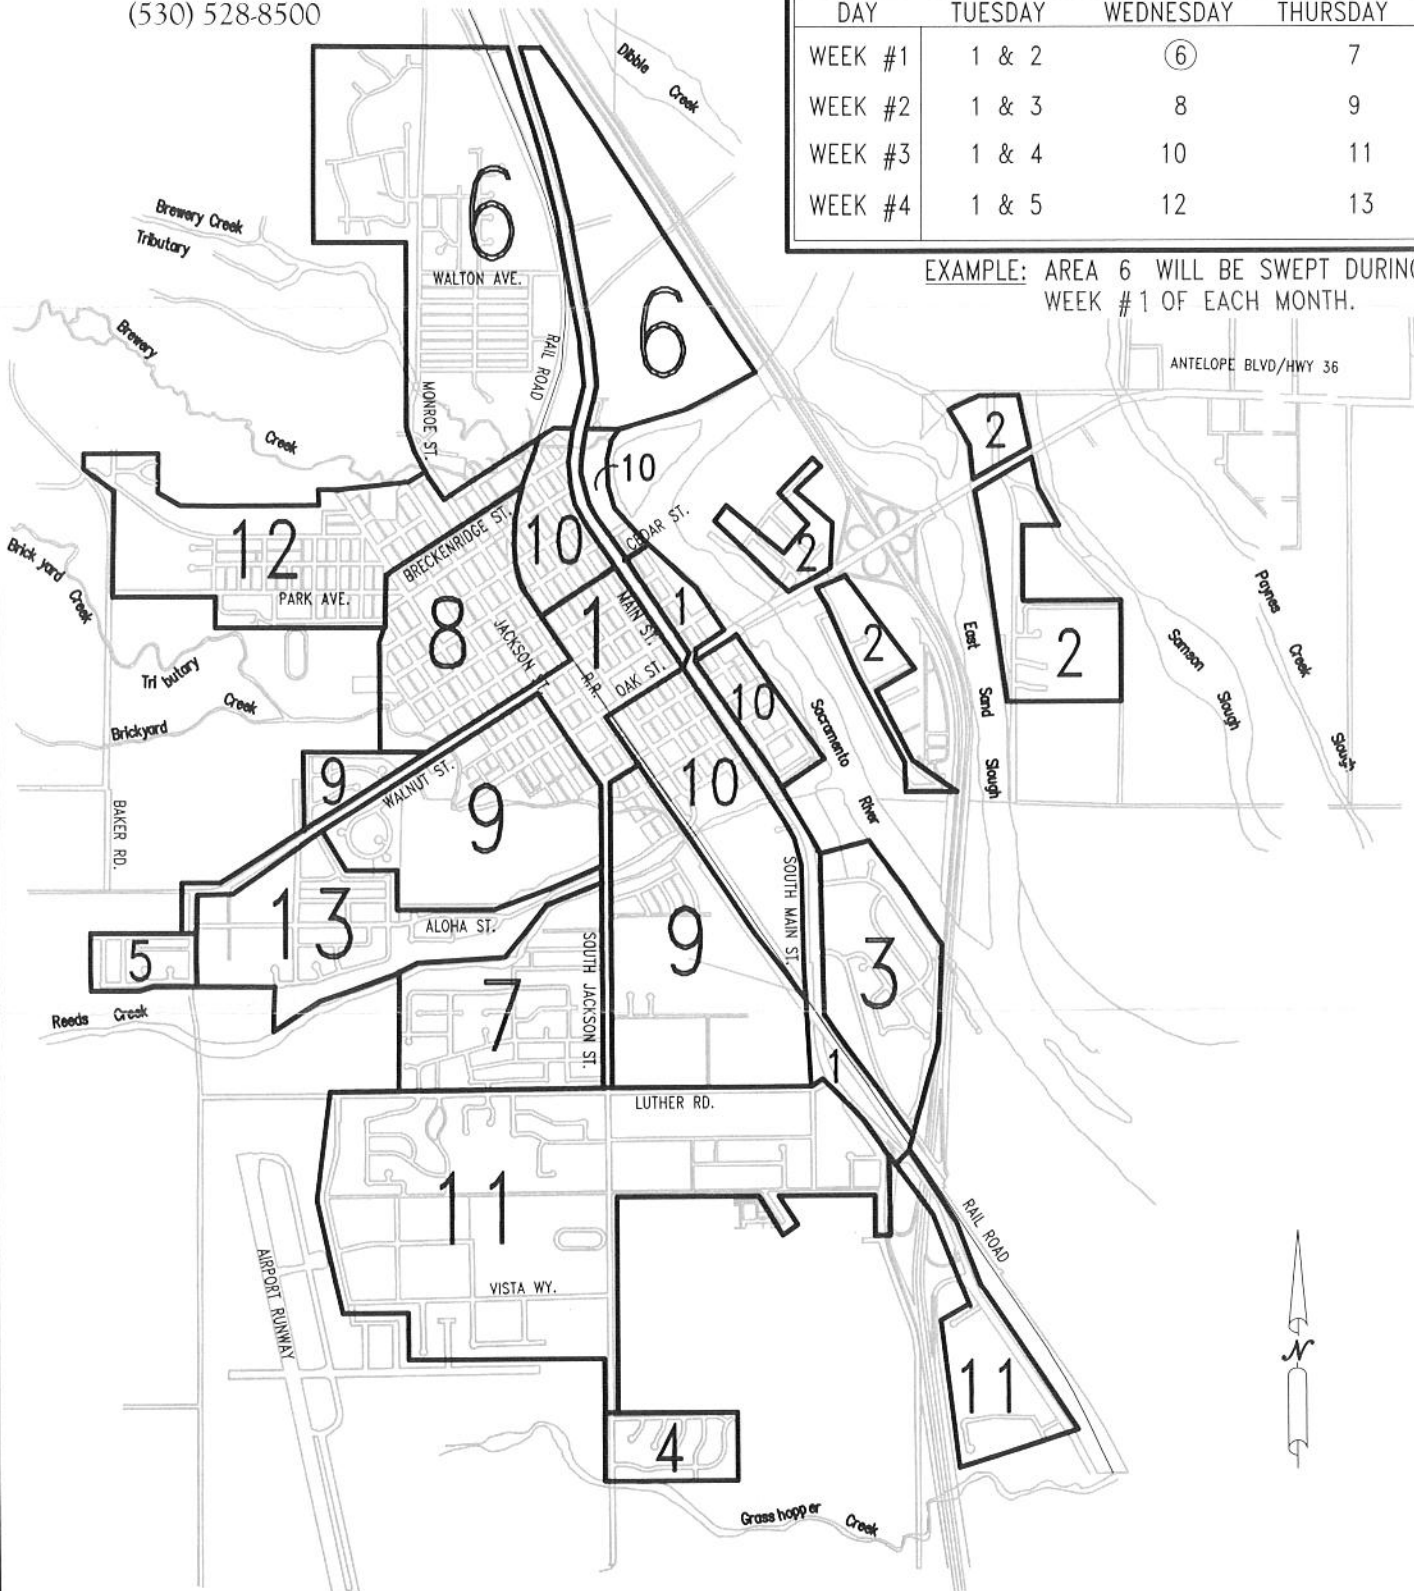 (530) 528-8500
DAY TUESDAY WEDNESDAY THURSDAY
WEEK #1 1 & 2 6 7
WEEK #2 1 & 3 8 9
WEEK #3 1 & 4 10 11
WEEK #4 1 & 5 12 13
EXAMPLE: AREA 6 WILL BE SWEPT DURING
WEEK #1 OF EACH MONTH.
Dibble
Creek
6
Brewery Creek
Tributary
WALTON AVE.
6
Brewery
Creek
RAIL ROAD
MONROE ST.
ANTELOPE BLVD/HWY 36
2
10
12
BRECKENRIDGE ST.
10
CEDAR ST.
2
Brick yard
Creek
PARK AVE.
8
JACKSON ST
1
MAIN ST.
1
R.R.
OAK ST.
2
East
Sand
Slough
2
Samson
Slough
Paynes
Creek
Slough
Tri butary
Creek
Brickyard
10
Sacramento
River
9
WALNUT ST.
9
10
BAKER RD.
13
ALOHA ST.
SOUTH MAIN ST.
5
9
3
SOUTH JACKSON ST.
7
Reeds Creek
1
LUTHER RD.
11
RAIL ROAD
AIRPORT RUNWAY
VISTA WY.
N
11
4
Grasshopper
Creek